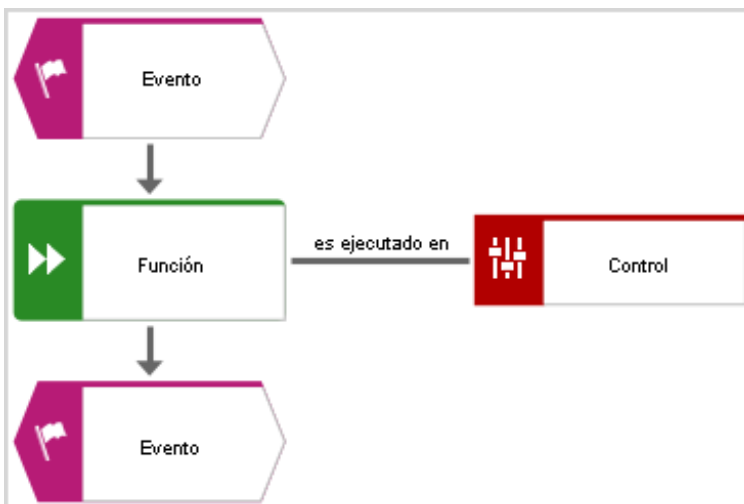 Evento
es ejecutado en
Función
Control
Evento